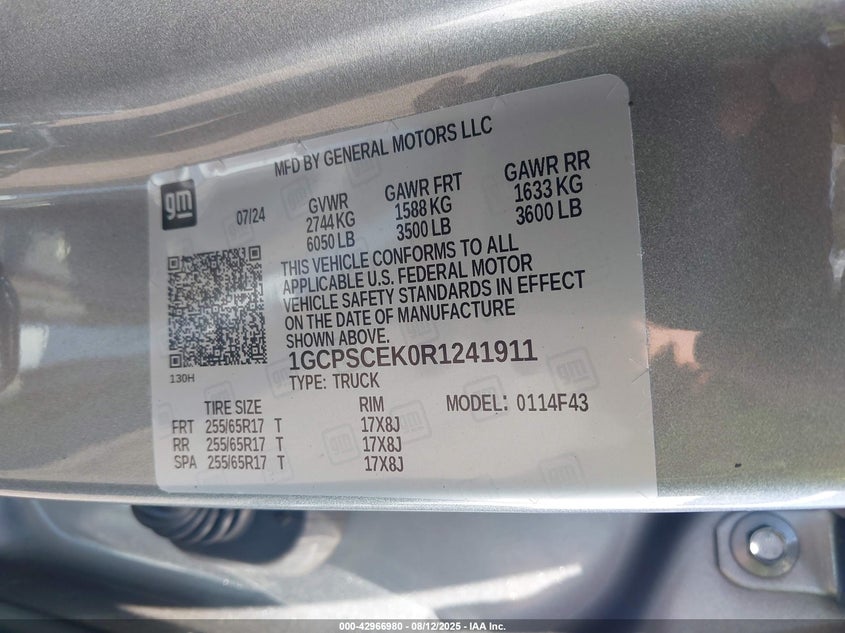 MFD BY GENERAL MOTORS LLC
gm
07/24
GVWR GAWR FRT GAWR RR
2744 KG 1588 KG 1633 KG
6050 LB 3500 LB 3600 LB
THIS VEHICLE CONFORMS TO ALL
APPLICABLE U.S. FEDERAL MOTOR
VEHICLE SAFETY STANDARDS IN EFFECT
ON THE DATE OF MANUFACTURE
SHOWN ABOVE.
1GCPSCEK0R1241911
130H
TYPE: TRUCK
TIRE SIZE RIM MODEL: 0114F43
FRT 255/65R17 T 17X8J
RR 255/65R17 T 17X8J
SPA 255/65R17 T 17X8J
000-42966980 - 08/12/2025 - IAA Inc.